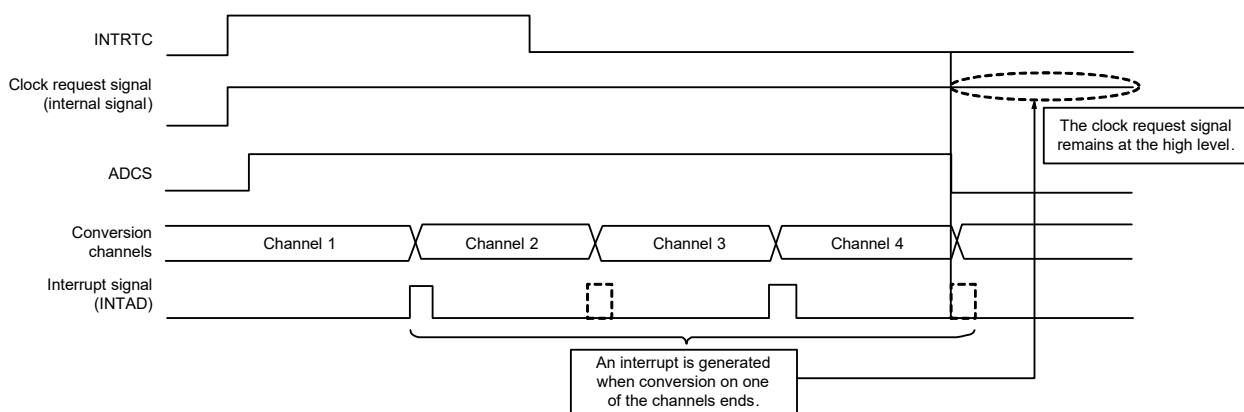 INTRTC
Clock request signal
(internal signal)
The clock request signal
remains at the high level.
ADCS
Conversion
channels
Channel 1
Channel 2
Channel 3
Channel 4
Interrupt signal
(INTAD)
An interrupt is generated
when conversion on one
of the channels ends.